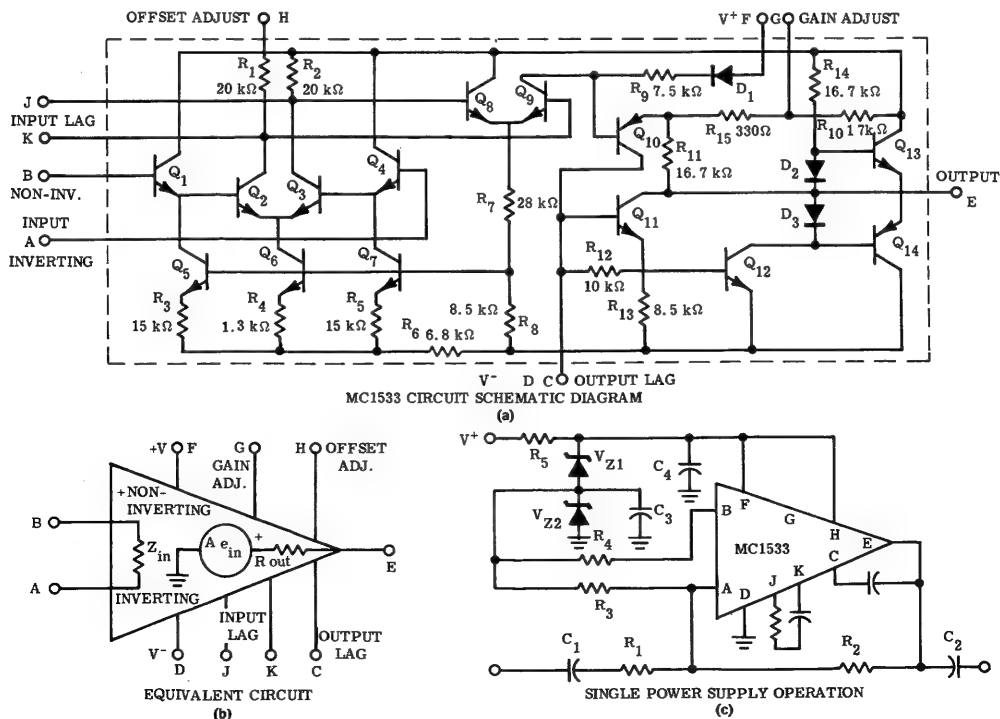 OFFSET ADJUST H
V+ F G GAIN ADJUST
R1
20 kΩ
R2
20 kΩ
R14
16.7 kΩ
J
INPUT LAG
K
Q8
Q9
R9 7.5 kΩ
D1
R15 330Ω
R10 17kΩ
Q10
R11
16.7 kΩ
Q13
B
NON-INV.
Q1
Q2
Q3
Q4
D2
OUTPUT
E
R7
28 kΩ
Q11
D3
INPUT
A
INVERTING
Q5
Q6
Q7
R12
10 kΩ
Q12
Q14
R3
15 kΩ
R4
1.3 kΩ
R5
15 kΩ
8.5 kΩ
R8
R13
8.5 kΩ
R6 6.8 kΩ
V- D C OUTPUT LAG
MC1533 CIRCUIT SCHEMATIC DIAGRAM
(a)
+V F
G
GAIN
ADJ.
H OFFSET
ADJ.
+NON-
INVERTING
B
Zin
A ein
+
R out
E
A
INVERTING
INPUT
LAG
OUTPUT
LAG
V-
D
J
K
C
EQUIVALENT CIRCUIT
(b)
V+
R5
VZ1
C4
VZ2
C3
R4
R3
B
F
G
H
MC1533
C
E
A
D
J
K
C1
R1
R2
C2
SINGLE POWER SUPPLY OPERATION
(c)